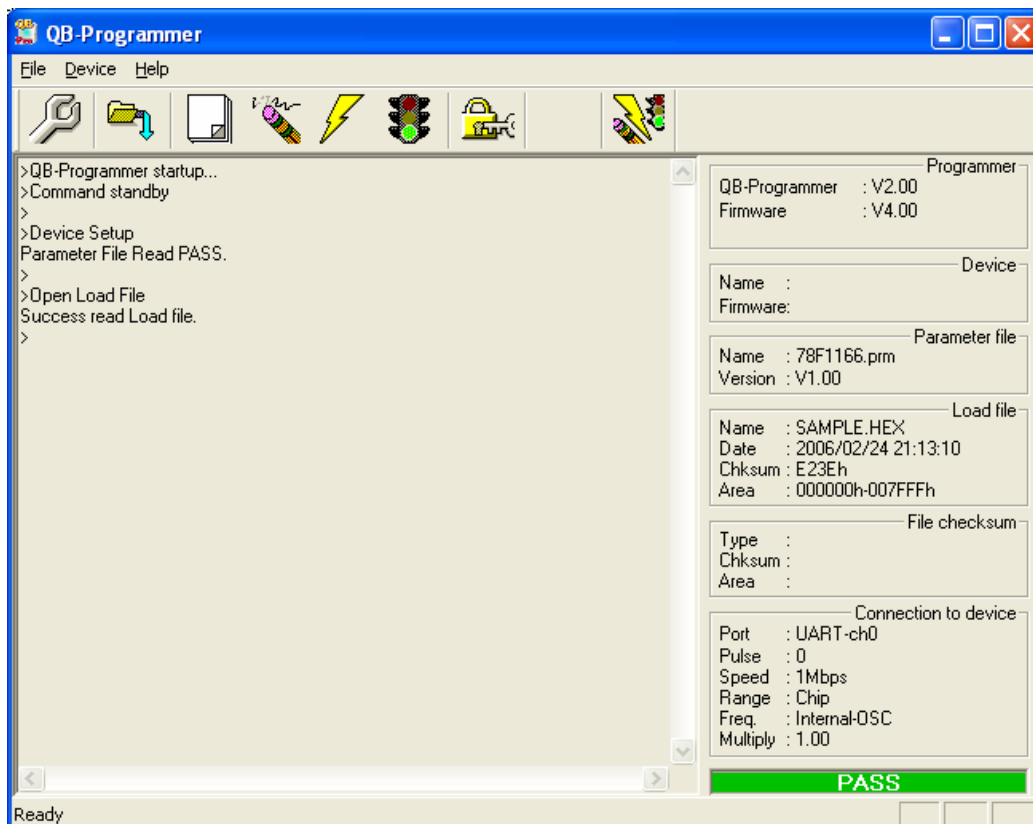 QB-Programmer
File Device Help
>QB-Programmer startup...
>Command standby
>
>Device Setup
Parameter File Read PASS.
>
>Open Load File
Success read Load file.
>
Programmer
QB-Programmer : V2.00
Firmware : V4.00
Device
Name :
Firmware:
Parameter file
Name : 78F1166.prm
Version : V1.00
Load file
Name : SAMPLE.HEX
Date : 2006/02/24 21:13:10
Chksum : E23Eh
Area : 000000h-007FFFh
File checksum
Type :
Chksum :
Area :
Connection to device
Port : UART-ch0
Pulse : 0
Speed : 1Mbps
Range : Chip
Freq. : Internal-OSC
Multiply : 1.00
PASS
Ready